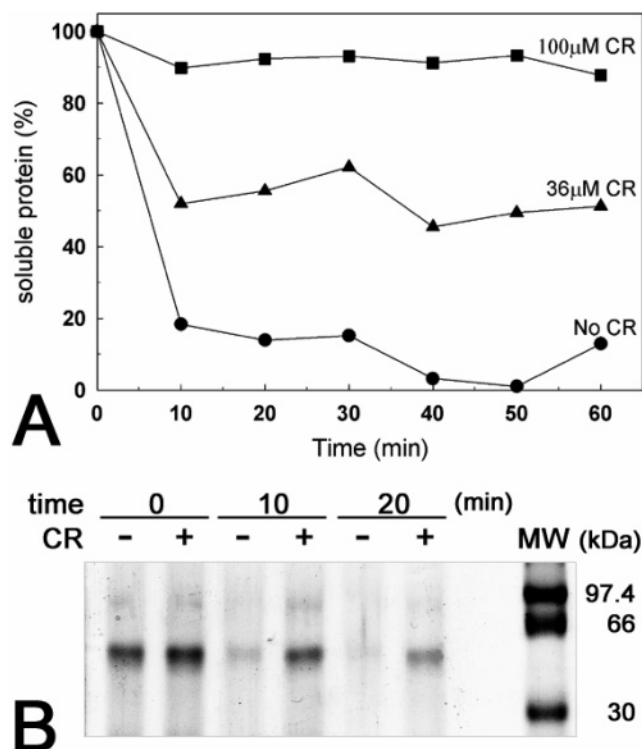 100
80
60
40
20
0
soluble protein (%)
100μM CR
36μM CR
No CR
0 10 20 30 40 50 60
Time (min)
A
time 0 10 20 (min)
CR - + - + - + MW (kDa)
97.4
66
30
B